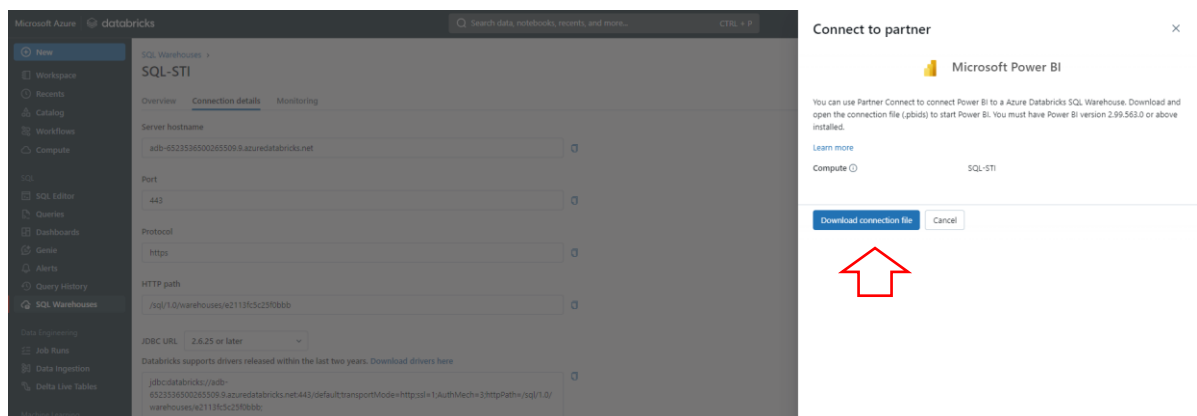 Microsoft Azure databricks
Search data, notebooks, recents, and more... CTRL + P
New
Workspace
Recents
Catalog
Workflows
Compute
SQL
SQL Editor
Queries
Dashboards
Genie
Alerts
Query History
SQL Warehouses
Data Engineering
Job Runs
Data Ingestion
Delta Live Tables
Machine Learning
SQL Warehouses ›
SQL-STI
Overview Connection details Monitoring
Server hostname
adb-6523536500265509.9.azuredatabricks.net
Port
443
Protocol
https
HTTP path
/sql/1.0/warehouses/e2113fc5c25f0bbb
JDBC URL 2.6.25 or later
Databricks supports drivers released within the last two years. Download drivers here
jdbc:databricks://adb-
6523536500265509.9.azuredatabricks.net:443/default;transportMode=http;ssl=1;AuthMech=3;httpPath=/sql/1.0/
warehouses/e2113fc5c25f0bbb;
Connect to partner
Microsoft Power BI
You can use Partner Connect to connect Power BI to a Azure Databricks SQL Warehouse. Download and
open the connection file (.pbids) to start Power BI. You must have Power BI version 2.99.563.0 or above
installed.
Learn more
Compute SQL-STI
Download connection file Cancel